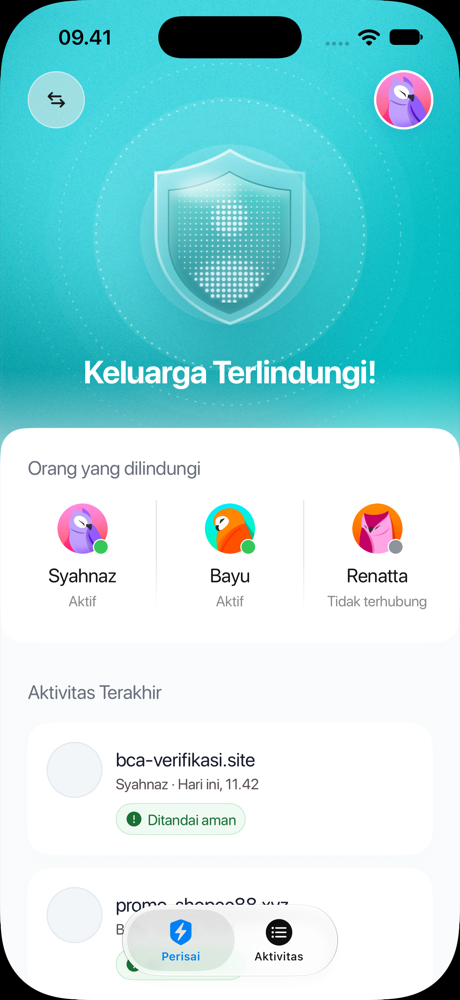 09.41
Keluarga Terlindungi!
Orang yang dilindungi
Syahnaz
Bayu
Renatta
Aktif
Aktif
Tidak terhubung
Aktivitas Terakhir
bca-verifikasi.site
Syahnaz · Hari ini, 11.42
Ditandai aman
Perisai
Aktivitas